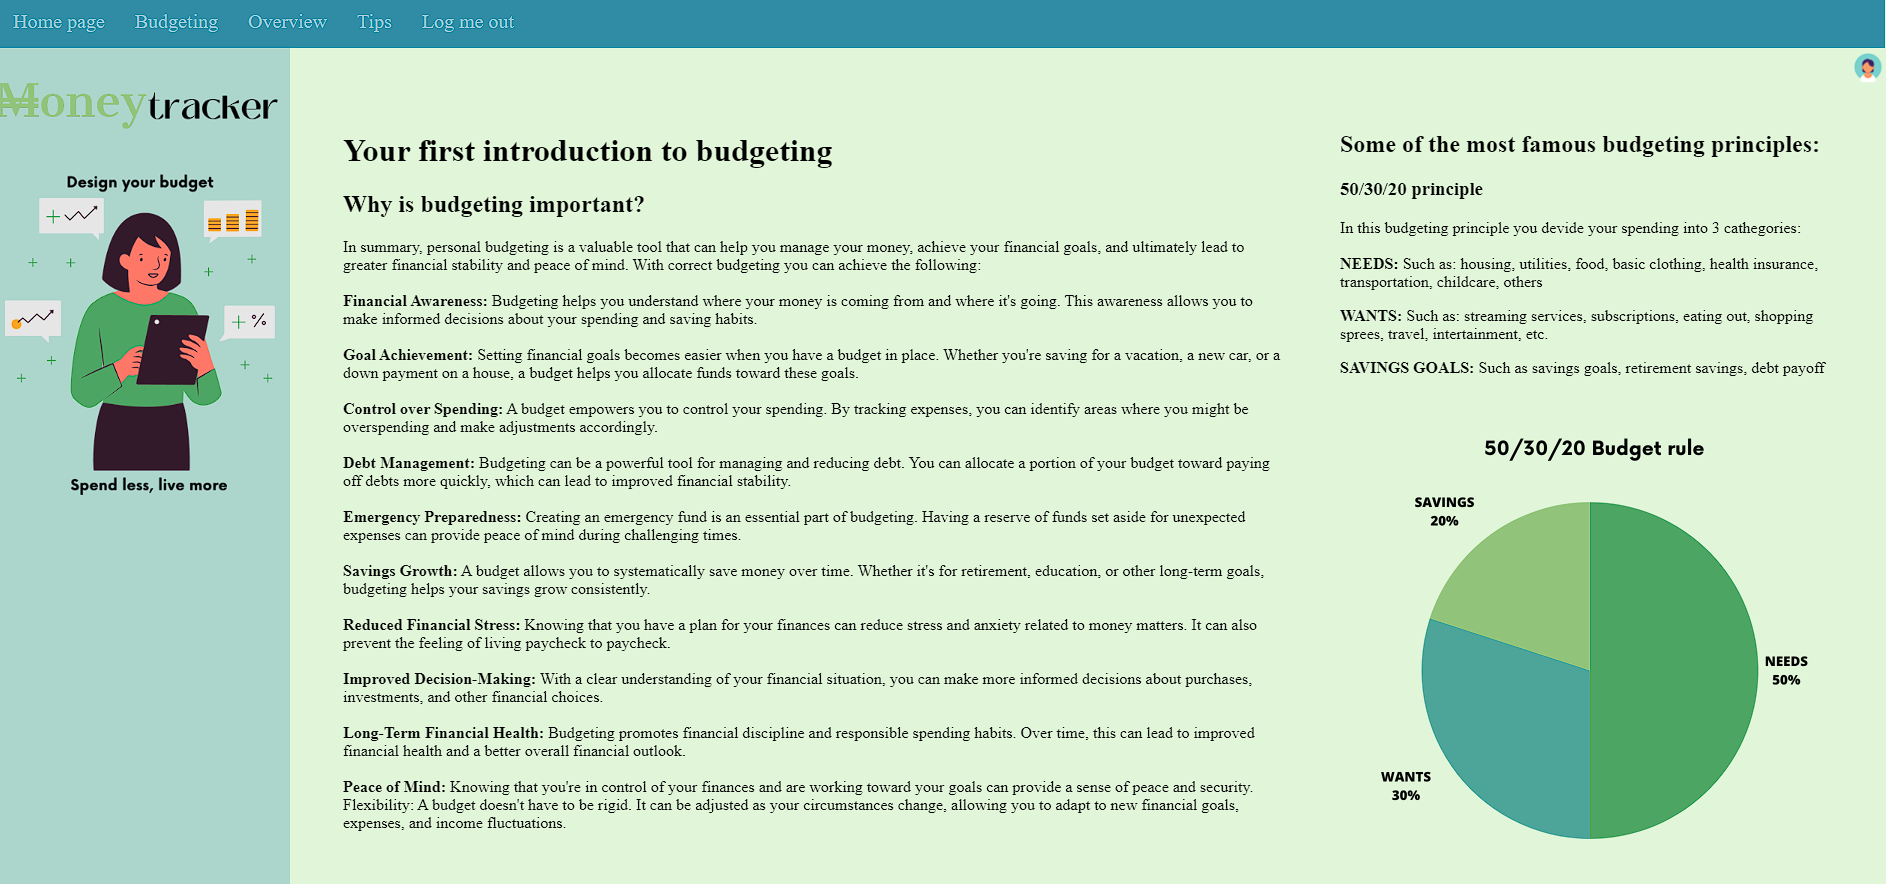 Home page Budgeting Overview Tips Log me out
Moneytracker
Design your budget
+
+ %
Spend less, live more
Your first introduction to budgeting
Why is budgeting important?
In summary, personal budgeting is a valuable tool that can help you manage your money, achieve your financial goals, and ultimately lead to
greater financial stability and peace of mind. With correct budgeting you can achieve the following:
Financial Awareness: Budgeting helps you understand where your money is coming from and where it's going. This awareness allows you to
make informed decisions about your spending and saving habits.
Goal Achievement: Setting financial goals becomes easier when you have a budget in place. Whether you're saving for a vacation, a new car, or a
down payment on a house, a budget helps you allocate funds toward these goals.
Control over Spending: A budget empowers you to control your spending. By tracking expenses, you can identify areas where you might be
overspending and make adjustments accordingly.
Debt Management: Budgeting can be a powerful tool for managing and reducing debt. You can allocate a portion of your budget toward paying
off debts more quickly, which can lead to improved financial stability.
Emergency Preparedness: Creating an emergency fund is an essential part of budgeting. Having a reserve of funds set aside for unexpected
expenses can provide peace of mind during challenging times.
Savings Growth: A budget allows you to systematically save money over time. Whether it's for retirement, education, or other long-term goals,
budgeting helps your savings grow consistently.
Reduced Financial Stress: Knowing that you have a plan for your finances can reduce stress and anxiety related to money matters. It can also
prevent the feeling of living paycheck to paycheck.
Improved Decision-Making: With a clear understanding of your financial situation, you can make more informed decisions about purchases,
investments, and other financial choices.
Long-Term Financial Health: Budgeting promotes financial discipline and responsible spending habits. Over time, this can lead to improved
financial health and a better overall financial outlook.
Peace of Mind: Knowing that you're in control of your finances and are working toward your goals can provide a sense of peace and security.
Flexibility: A budget doesn't have to be rigid. It can be adjusted as your circumstances change, allowing you to adapt to new financial goals,
expenses, and income fluctuations.
Some of the most famous budgeting principles:
50/30/20 principle
In this budgeting principle you devide your spending into 3 cathegories:
NEEDS: Such as: housing, utilities, food, basic clothing, health insurance,
transportation, childcare, others
WANTS: Such as: streaming services, subscriptions, eating out, shopping
sprees, travel, intertainment, etc.
SAVINGS GOALS: Such as savings goals, retirement savings, debt payoff
50/30/20 Budget rule
SAVINGS
20%
NEEDS
50%
WANTS
30%